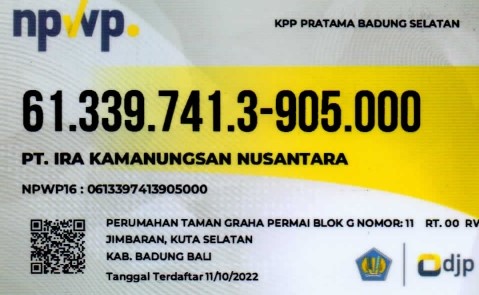 npwp.
KPP PRATAMA BADUNG SELATAN
61.339.741.3-905.000
PT. IRA KAMANUNGSAN NUSANTARA
NPWP16 : 0613397413905000
PERUMAHAN TAMAN GRAHA PERMAI BLOK G NOMOR: 11 RT. 00 RW
JIMBARAN, KUTA SELATAN
KAB. BADUNG BALI
Tanggal Terdaftar 11/10/2022
djp